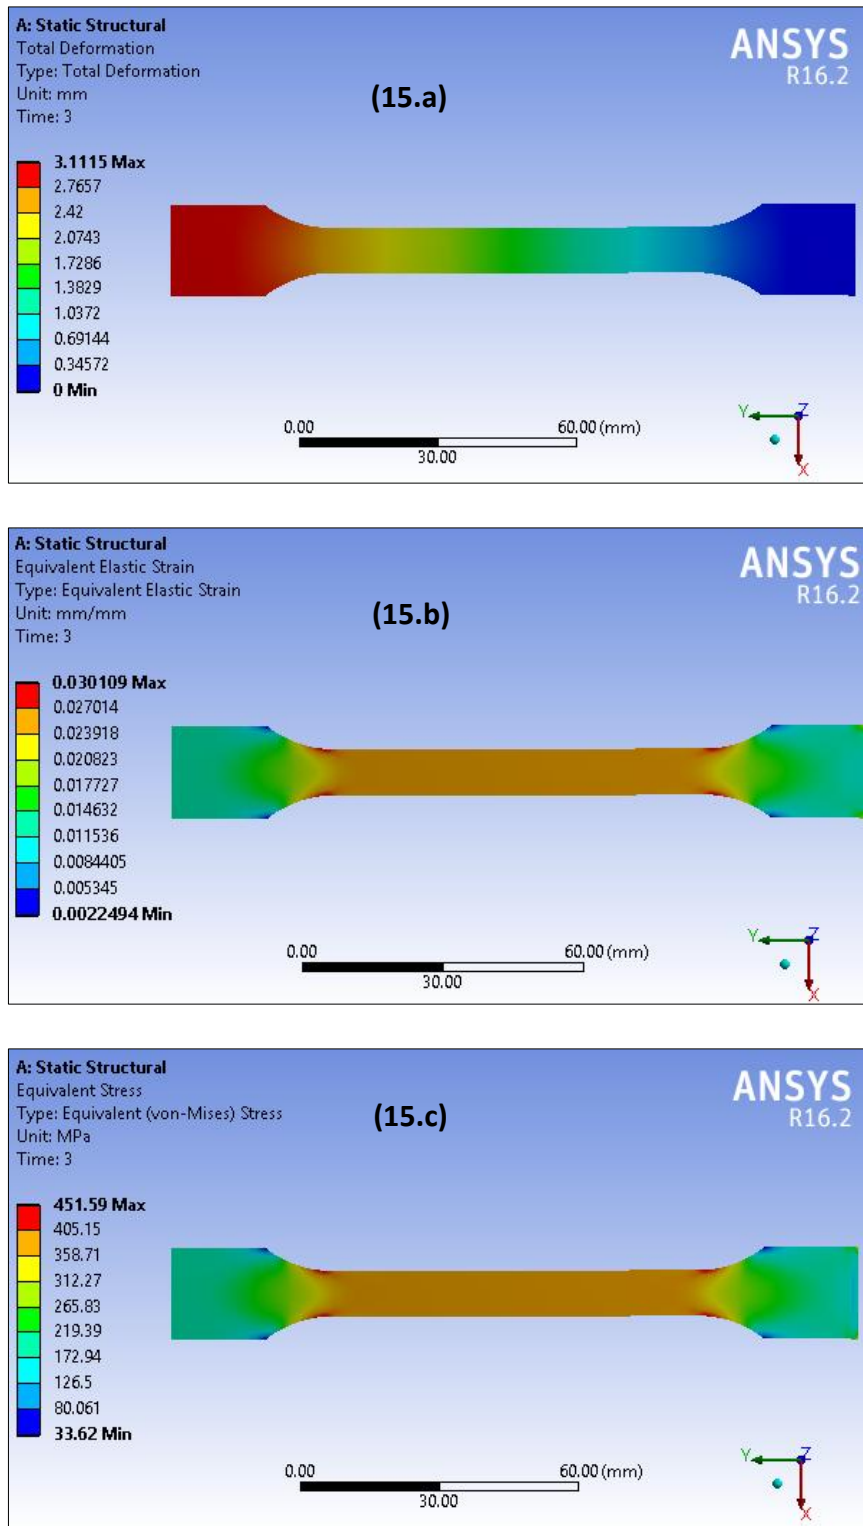 A: Static Structural
Total Deformation
Type: Total Deformation
Unit: mm
Time: 3
(15.a)
ANSYS
R16.2
3.1115 Max
2.7657
2.42
2.0743
1.7286
1.3829
1.0372
0.69144
0.34572
0 Min
0.00
60.00 (mm)
30.00
Y
Z
X
A: Static Structural
Equivalent Elastic Strain
Type: Equivalent Elastic Strain
Unit: mm/mm
Time: 3
(15.b)
ANSYS
R16.2
0.030109 Max
0.027014
0.023918
0.020823
0.017727
0.014632
0.011536
0.0084405
0.005345
0.0022494 Min
0.00
60.00 (mm)
30.00
Y
Z
X
A: Static Structural
Equivalent Stress
Type: Equivalent (von-Mises) Stress
Unit: MPa
Time: 3
(15.c)
ANSYS
R16.2
451.59 Max
405.15
358.71
312.27
265.83
219.39
172.94
126.5
80.061
33.62 Min
0.00
60.00 (mm)
30.00
Y
Z
X